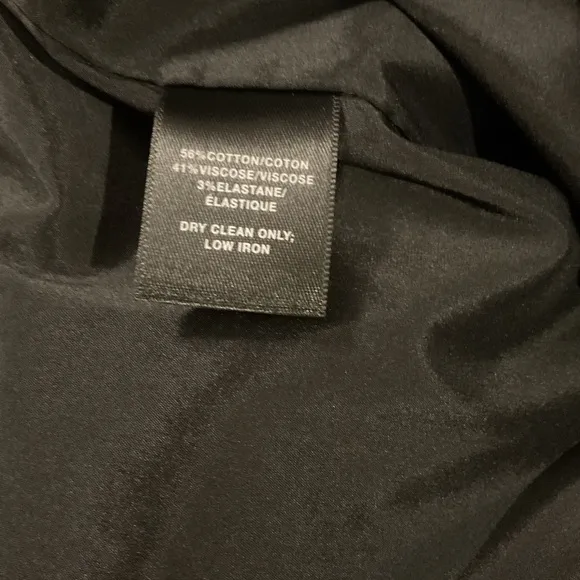 56%COTTON/COTON
41%VISCOSE/VISCOSE
3%ELASTANE/
ÉLASTIQUE
DRY CLEAN ONLY;
LOW IRON